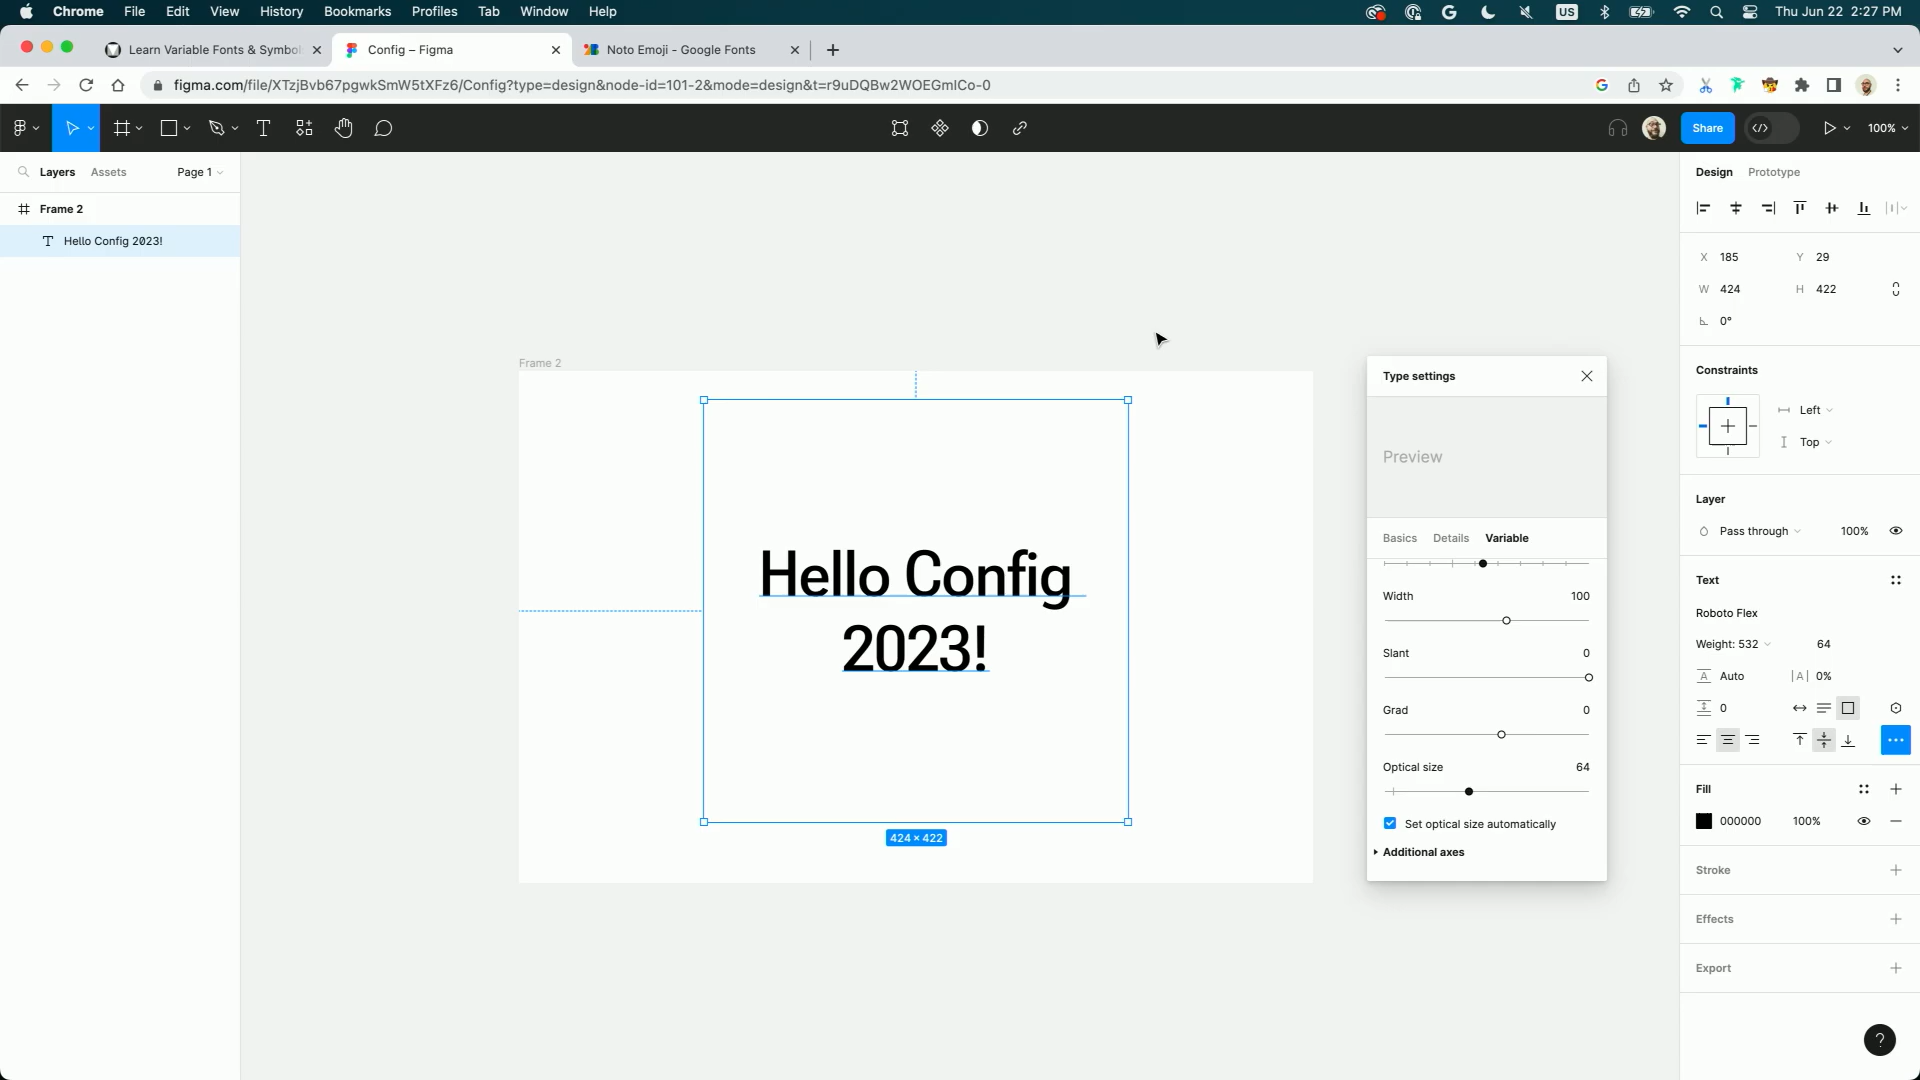 Chrome File Edit View History Bookmarks Profiles Tab Window Help US Thu Jun 22 2:27 PM
Learn Variable Fonts & Symbo Config – Figma Noto Emoji - Google Fonts
figma.com/file/XTzjBvb67pgwkSmW5tXFz6/Config?type=design&node-id=101-2&mode=design&t=r9uDQBw2WOEGmICo-0
Share 100%
Layers Assets Page 1
Frame 2
Hello Config 2023!
Frame 2
Hello Config
2023!
424 × 422
Type settings
Preview
Basics Details Variable
Width 100
Slant 0
Grad 0
Optical size 64
Set optical size automatically
Additional axes
Design Prototype
X 185 Y 29
W 424 H 422
0°
Constraints
Left
Top
Layer
Pass through 100%
Text
Roboto Flex
Weight: 532 64
Auto 0%
0
Fill
000000 100%
Stroke
Effects
Export
?